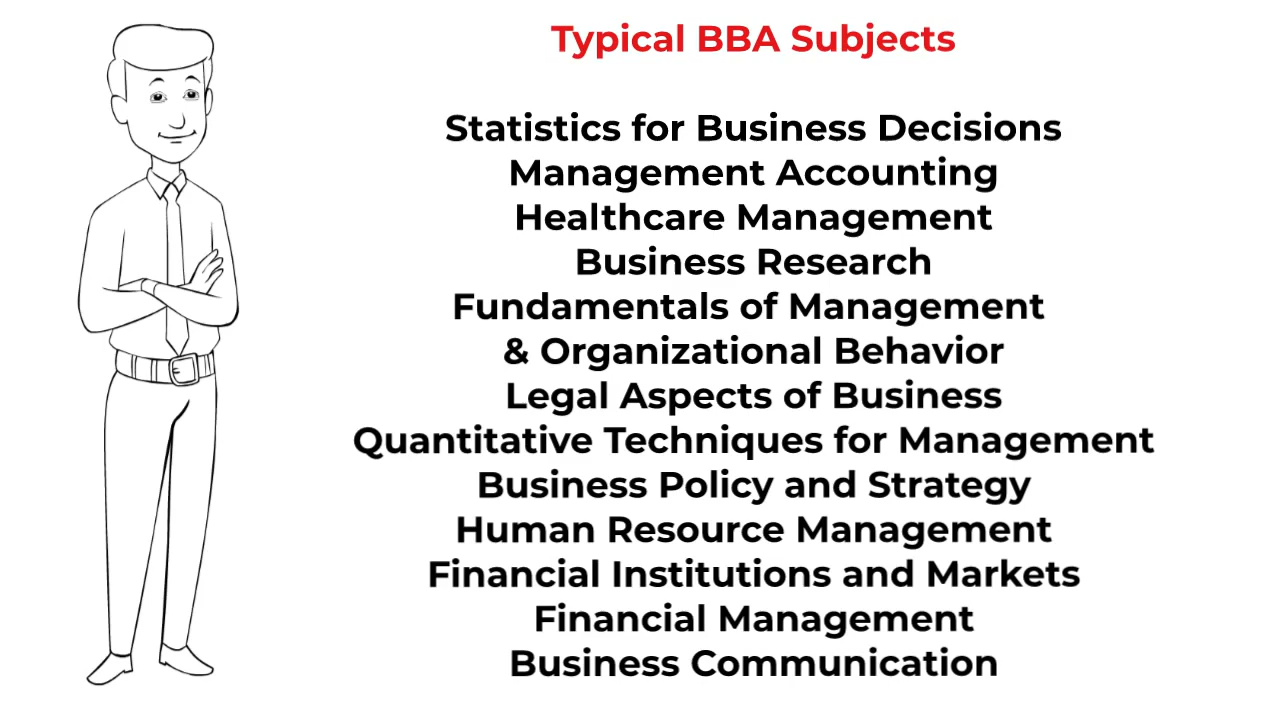 Typical BBA Subjects
Statistics for Business Decisions
Management Accounting
Healthcare Management
Business Research
Fundamentals of Management
& Organizational Behavior
Legal Aspects of Business
Quantitative Techniques for Management
Business Policy and Strategy
Human Resource Management
Financial Institutions and Markets
Financial Management
Business Communication